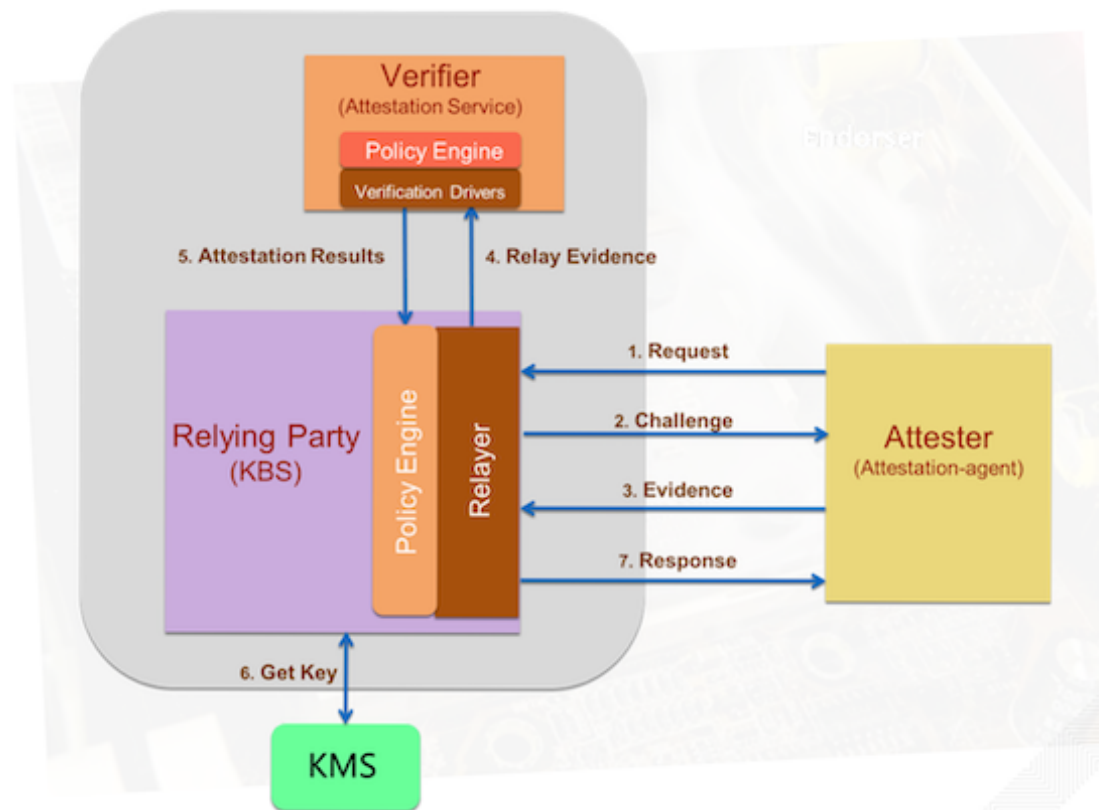 Verifier
(Attestation Service)
Policy Engine
Verification Drivers
Endorser
5. Attestation Results
4. Relay Evidence
1. Request
2. Challenge
3. Evidence
7. Response
Relying Party
(KBS)
Policy Engine
Relayer
Attester
(Attestation-agent)
6. Get Key
KMS